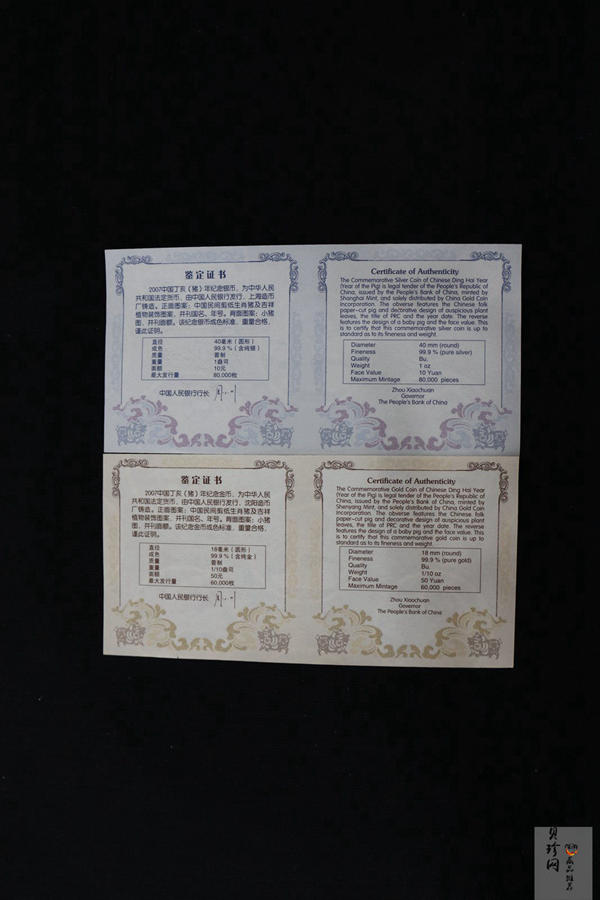 鉴定证书
2007中国丁亥（猪）年纪念银币，为中华人民
共和国法定货币，由中国人民银行发行，上海造币
厂铸造。正面图案：中国民间剪纸生肖猪及吉祥
植物装饰图案，并刊国名、年号。背面图案：小猪
图，并刊面额。该纪念银币成色标准，重量合格，
谨此证明。
直径 40毫米（圆形）
成色 99.9％（含纯银）
质量 普制
重量 1盎司
面额 10元
最大发行量 80,000枚
中国人民银行行长
Certificate of Authenticity
The Commemorative Silver Coin of Chinese Ding Hai Year
(Year of the Pig) is legal tender of the People's Republic of
China, issued by the People's Bank of China, minted by
Shanghai Mint, and solely distributed by China Gold Coin
Incorporation. The obverse features the Chinese folk
paper-cut pig and decorative design of auspicious plant
leaves, the title of PRC and the year date. The reverse
features the design of a baby pig and the face value. This
is to certify that this commemorative silver coin is up to
standard as to its fineness and weight.
Diameter 40 mm (round)
Fineness 99.9 % (pure silver)
Quality Bu.
Weight 1 oz
Face Value 10 Yuan
Maximum Mintage 80,000 pieces
Zhou Xiaochuan
Governor
The People's Bank of China
鉴定证书
2007中国丁亥（猪）年纪念金币，为中华人民
共和国法定货币，由中国人民银行发行，沈阳造币
厂铸造。正面图案：中国民间剪纸生肖猪及吉祥
植物装饰图案，并刊国名、年号。背面图案：小猪
图，并刊面额。该纪念金币成色标准，重量合格，
谨此证明。
直径 18毫米（圆形）
成色 99.9％（含纯金）
质量 普制
重量 1/10盎司
面额 50元
最大发行量 60,000枚
中国人民银行行长
Certificate of Authenticity
The Commemorative Gold Coin of Chinese Ding Hai Year
(Year of the Pig) is legal tender of the People's Republic of
China, issued by the People's Bank of China, minted by
Shenyang Mint, and solely distributed by China Gold Coin
Incorporation. The obverse features the Chinese folk
paper-cut pig and decorative design of auspicious plant
leaves, the title of PRC and the year date. The reverse
features the design of a baby pig and the face value. This
is to certify that this commemorative gold coin is up to
standard as to its fineness and weight.
Diameter 18 mm (round)
Fineness 99.9 % (pure gold)
Quality Bu.
Weight 1/10 oz
Face Value 50 Yuan
Maximum Mintage 60,000 pieces
Zhou Xiaochuan
Governor
The People's Bank of China
贝珍网